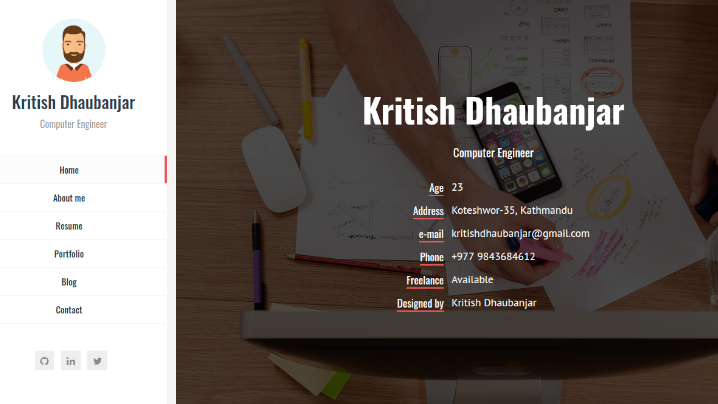 Kritish Dhaubanjar
Computer Engineer
Home
About me
Resume
Portfolio
Blog
Contact
Kritish Dhaubanjar
Computer Engineer
Age 23
Address Koteshwor-35, Kathmandu
e-mail kritishdhaubanjar@gmail.com
Phone +977 9843684612
Freelance Available
Designed by Kritish Dhaubanjar